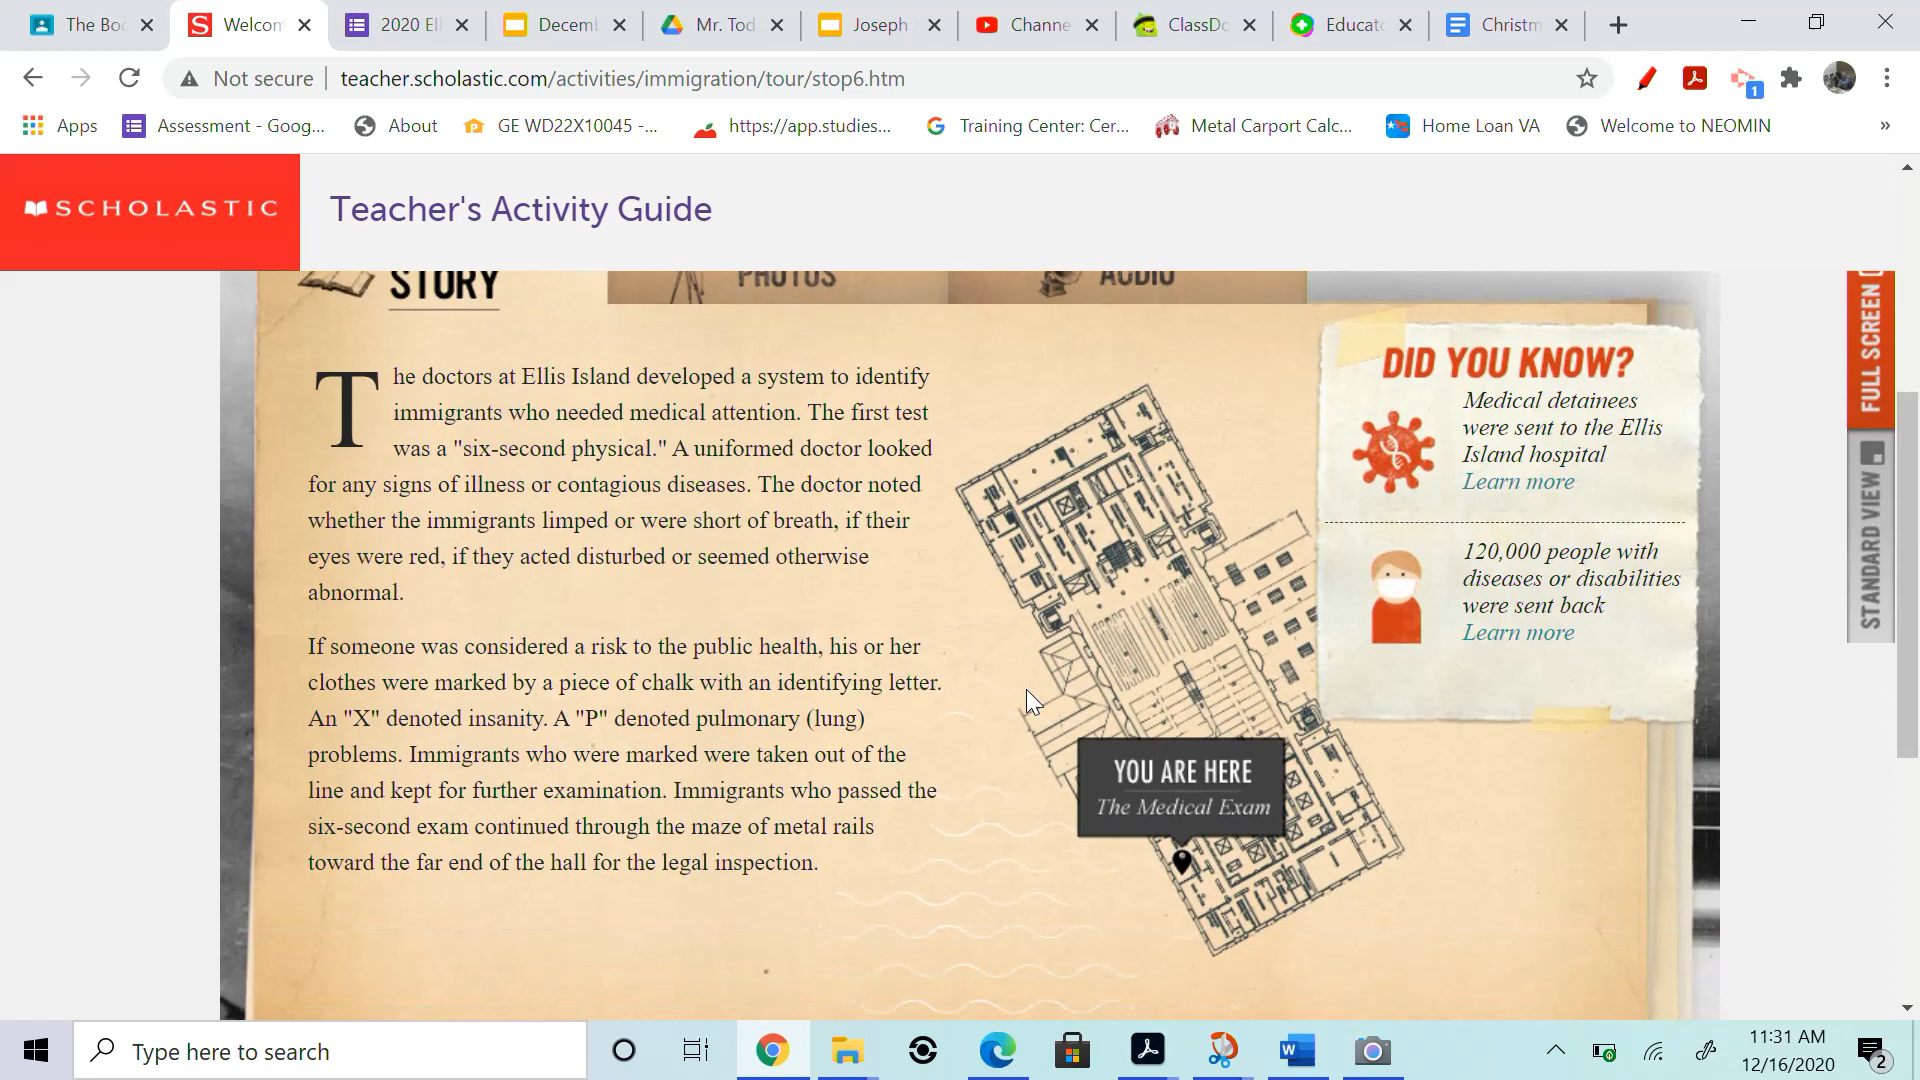 The Boo
Welcom
2020 Ell
Decemb
Mr. Tod
Joseph
Channe
ClassDo
Educato
Christm
Not secure
teacher.scholastic.com/activities/immigration/tour/stop6.htm
1
Apps
Assessment - Goog...
About
GE WD22X10045 -...
https://app.studies...
Training Center: Cer...
Metal Carport Calc...
Home Loan VA
Welcome to NEOMIN
»
SCHOLASTIC
Teacher's Activity Guide
STORY
PHOTOS
AUDIO
The doctors at Ellis Island developed a system to identify
immigrants who needed medical attention. The first test
was a "six-second physical." A uniformed doctor looked
for any signs of illness or contagious diseases. The doctor noted
whether the immigrants limped or were short of breath, if their
eyes were red, if they acted disturbed or seemed otherwise
abnormal.
If someone was considered a risk to the public health, his or her
clothes were marked by a piece of chalk with an identifying letter.
An "X" denoted insanity. A "P" denoted pulmonary (lung)
problems. Immigrants who were marked were taken out of the
line and kept for further examination. Immigrants who passed the
six-second exam continued through the maze of metal rails
toward the far end of the hall for the legal inspection.
YOU ARE HERE
The Medical Exam
DID YOU KNOW?
Medical detainees
were sent to the Ellis
Island hospital
Learn more
120,000 people with
diseases or disabilities
were sent back
Learn more
FULL SCREEN
STANDARD VIEW
Type here to search
11:31 AM
12/16/2020
2